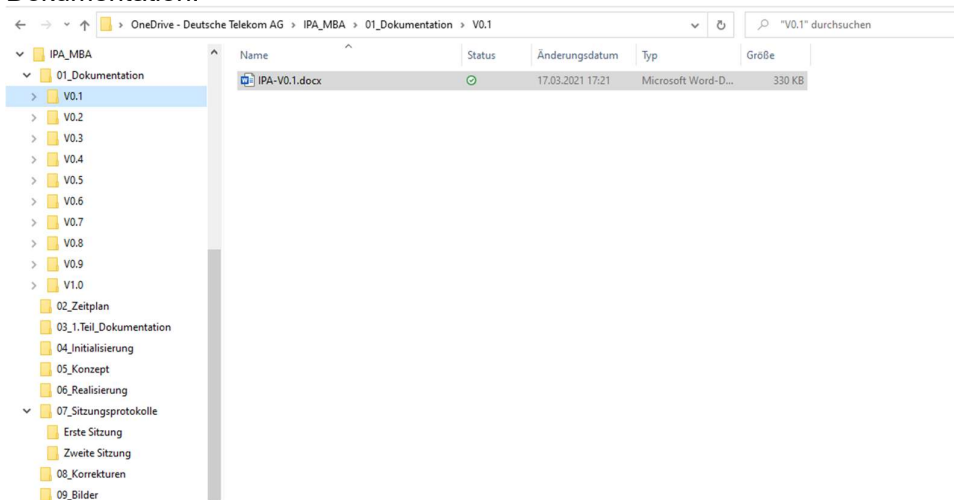 Dokumentation.
OneDrive - Deutsche Telekom AG > IPA_MBA > 01_Dokumentation > V0.1
"V0.1" durchsuchen
IPA_MBA
01_Dokumentation
V0.1
V0.2
V0.3
V0.4
V0.5
V0.6
V0.7
V0.8
V0.9
V1.0
02_Zeitplan
03_1.Teil_Dokumentation
04_Initialisierung
05_Konzept
06_Realisierung
07_Sitzungsprotokolle
Erste Sitzung
Zweite Sitzung
08_Korrekturen
09_Bilder
Name Status Änderungsdatum Typ Größe
IPA-V0.1.docx 17.03.2021 17:21 Microsoft Word-D... 330 KB